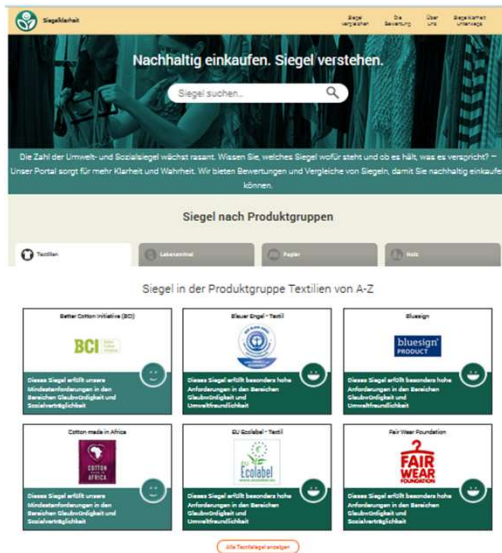 Siegelklarheit
Siegel vergleichen
Die Bewertung
Über uns
Siegelklarheit unterwegs
Nachhaltig einkaufen. Siegel verstehen.
Siegel suchen...
Die Zahl der Umwelt- und Sozialsiegel wächst rasant. Wissen Sie, welches Siegel wofür steht und ob es hält, was es verspricht? –
Unser Portal sorgt für mehr Klarheit und Wahrheit. Wir bieten Bewertungen und Vergleiche von Siegeln, damit Sie nachhaltig einkaufe
können.
Siegel nach Produktgruppen
Textilien
Lebensmittel
Papier
Holz
Siegel in der Produktgruppe Textilien von A-Z
Better Cotton Initiative (BCI)
BCI
Dieses Siegel erfüllt unsere
Mindestanforderungen in den
Bereichen Glaubwürdigkeit und
Sozialverträglichkeit
Blauer Engel - Textil
Dieses Siegel erfüllt besonders hohe
Anforderungen in den Bereichen
Glaubwürdigkeit und
Umweltfreundlichkeit
Bluesign
bluesign®
PRODUCT
Dieses Siegel erfüllt besonders hohe
Anforderungen in den Bereichen
Glaubwürdigkeit und
Umweltfreundlichkeit
Cotton made in Africa
COTTON
made in
AFRICA
Dieses Siegel erfüllt unsere
Mindestanforderungen in den
Bereichen Glaubwürdigkeit und
Sozialverträglichkeit
EU Ecolabel - Textil
EU
Ecolabel
Dieses Siegel erfüllt besonders hohe
Anforderungen in den Bereichen
Glaubwürdigkeit und
Umweltfreundlichkeit
Fair Wear Foundation
FAIR
WEAR
FOUNDATION
Dieses Siegel erfüllt besonders hohe
Anforderungen in den Bereichen
Glaubwürdigkeit und
Sozialverträglichkeit
Alle Textilsiegel anzeigen